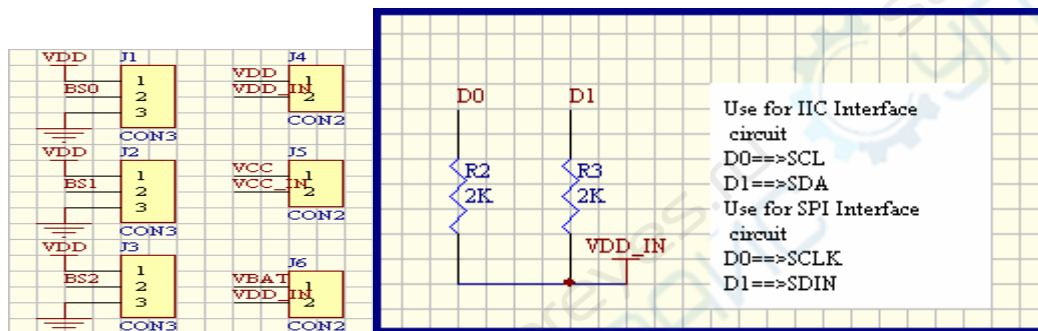 VDD J1
1
BS0 2
3
CON3
VDD J2
1
BS1 2
3
CON3
VDD J3
1
BS2 2
3
CON3
J4
VDD 1
VDD_IN 2
CON2
J5
VCC 1
VCC_IN 2
CON2
J6
VBAT 1
VDD_IN 2
CON2
D0 D1
R2 R3
2K 2K
VDD_IN
Use for IIC Interface
circuit
D0==>SCL
D1==>SDA
Use for SPI Interface
circuit
D0==>SCLK
D1==>SDIN